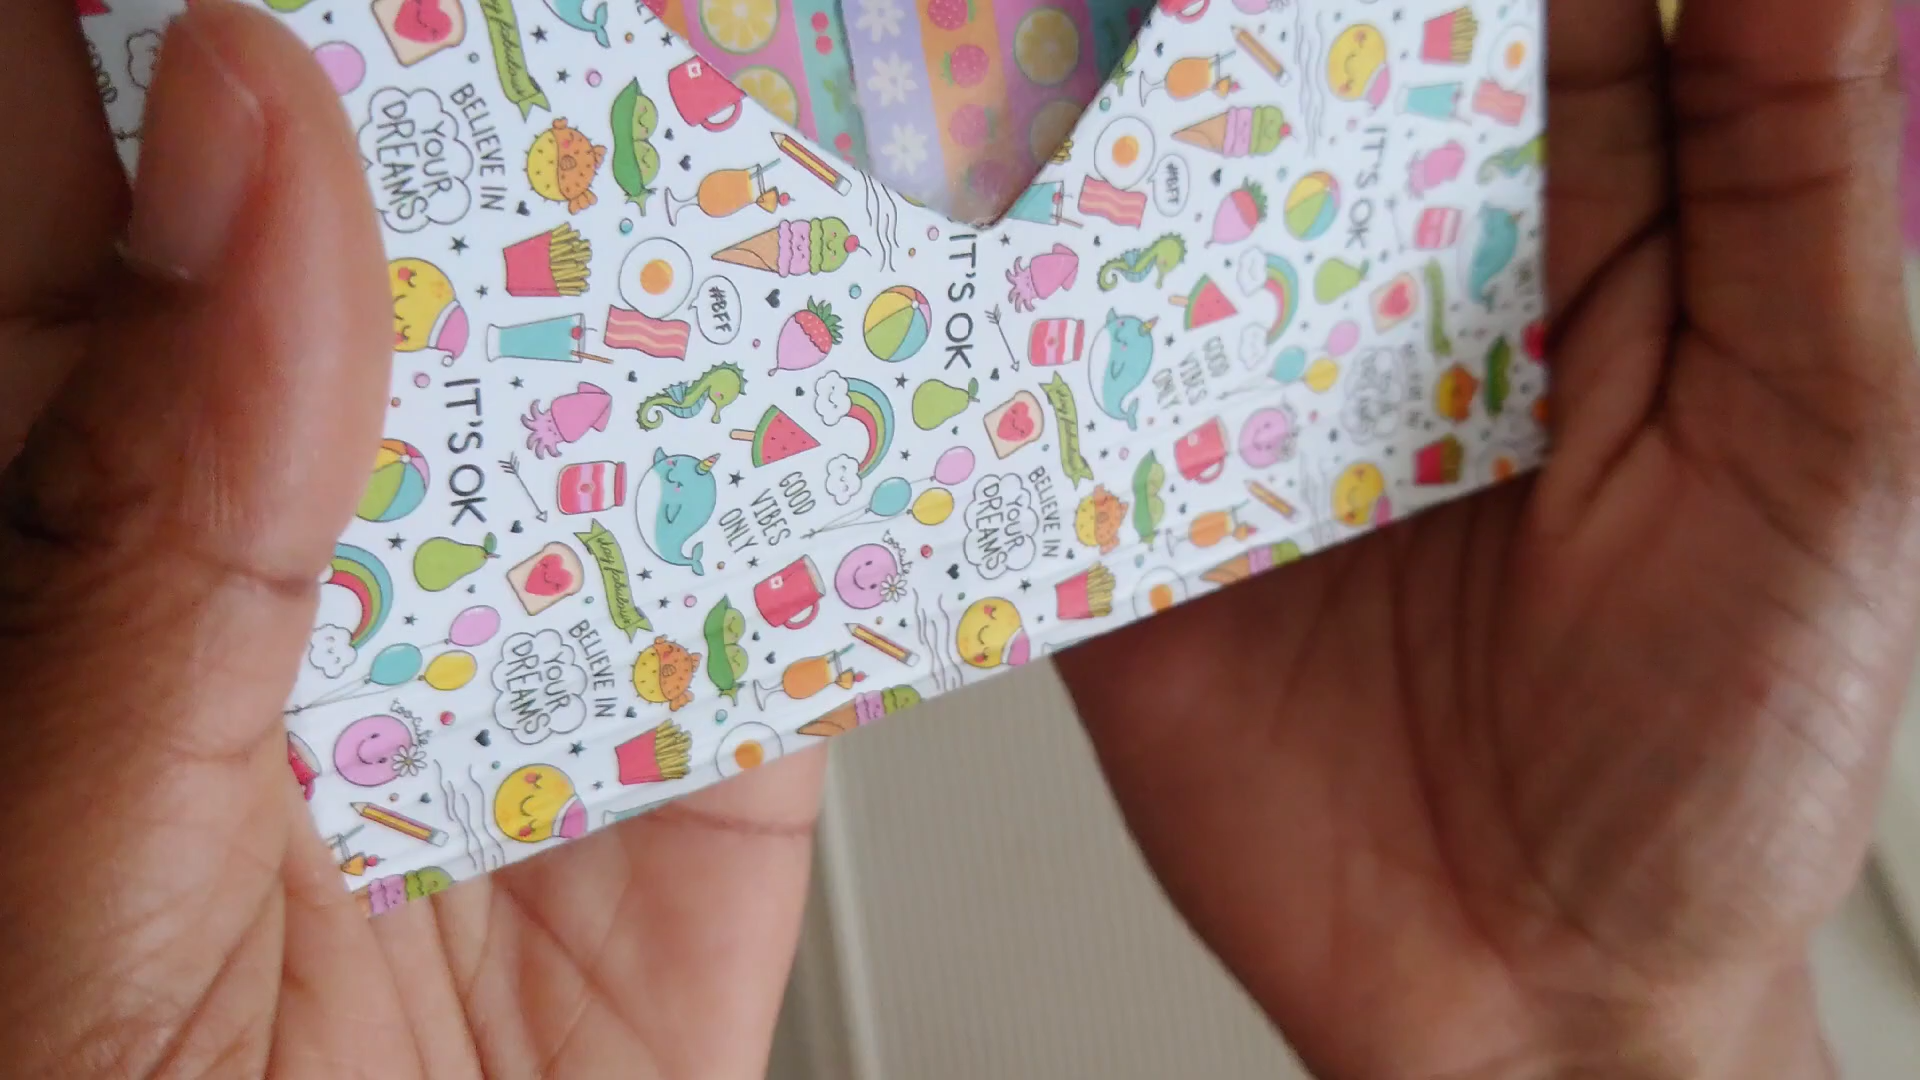 BELIEVE IN
YOUR
DREAMS
#BFF
IT'S OK
#BFF
IT'S OK
IT'S OK
GOOD
VIBES
ONLY
GOOD
VIBES
ONLY
BELIEVE IN
YOUR
DREAMS
BELIEVE IN
YOUR
DREAMS